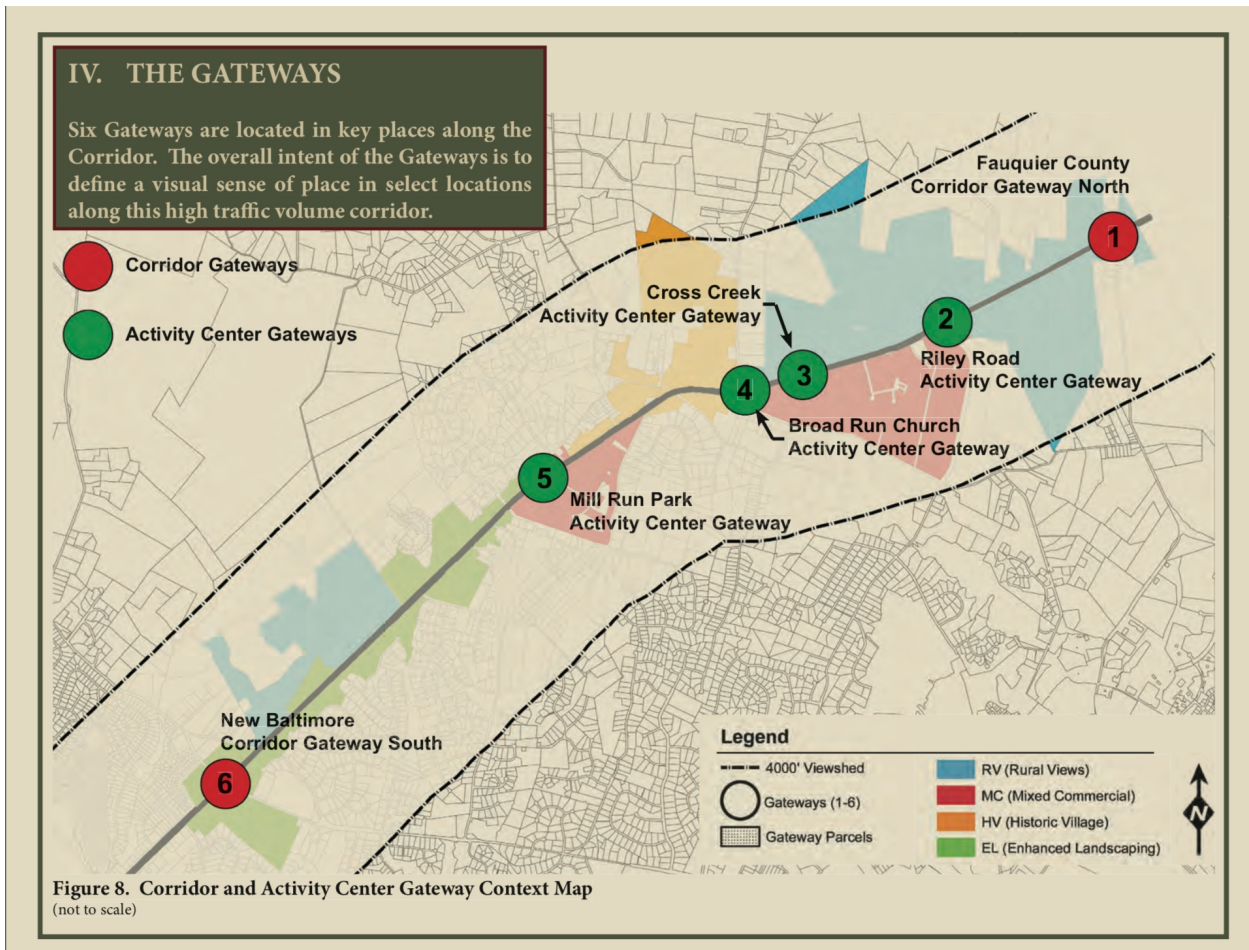 IV. THE GATEWAYS
Six Gateways are located in key places along the
Corridor. The overall intent of the Gateways is to
define a visual sense of place in select locations
along this high traffic volume corridor.
Corridor Gateways
Activity Center Gateways
Fauquier County
Corridor Gateway North
1
Cross Creek
Activity Center Gateway
2
Riley Road
Activity Center Gateway
3
4
Broad Run Church
Activity Center Gateway
5
Mill Run Park
Activity Center Gateway
New Baltimore
Corridor Gateway South
6
Legend
4000' Viewshed
Gateways (1-6)
Gateway Parcels
RV (Rural Views)
MC (Mixed Commercial)
HV (Historic Village)
EL (Enhanced Landscaping)
N
Figure 8. Corridor and Activity Center Gateway Context Map
(not to scale)